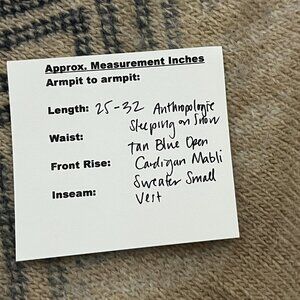 Approx. Measurement Inches
Armpit to armpit:
Length: 25-32 Anthropologie
Sleeping on Snow
Waist: Tan Blue Open
Front Rise: Cardigan Mabli
Sweater Small
Inseam: Vest